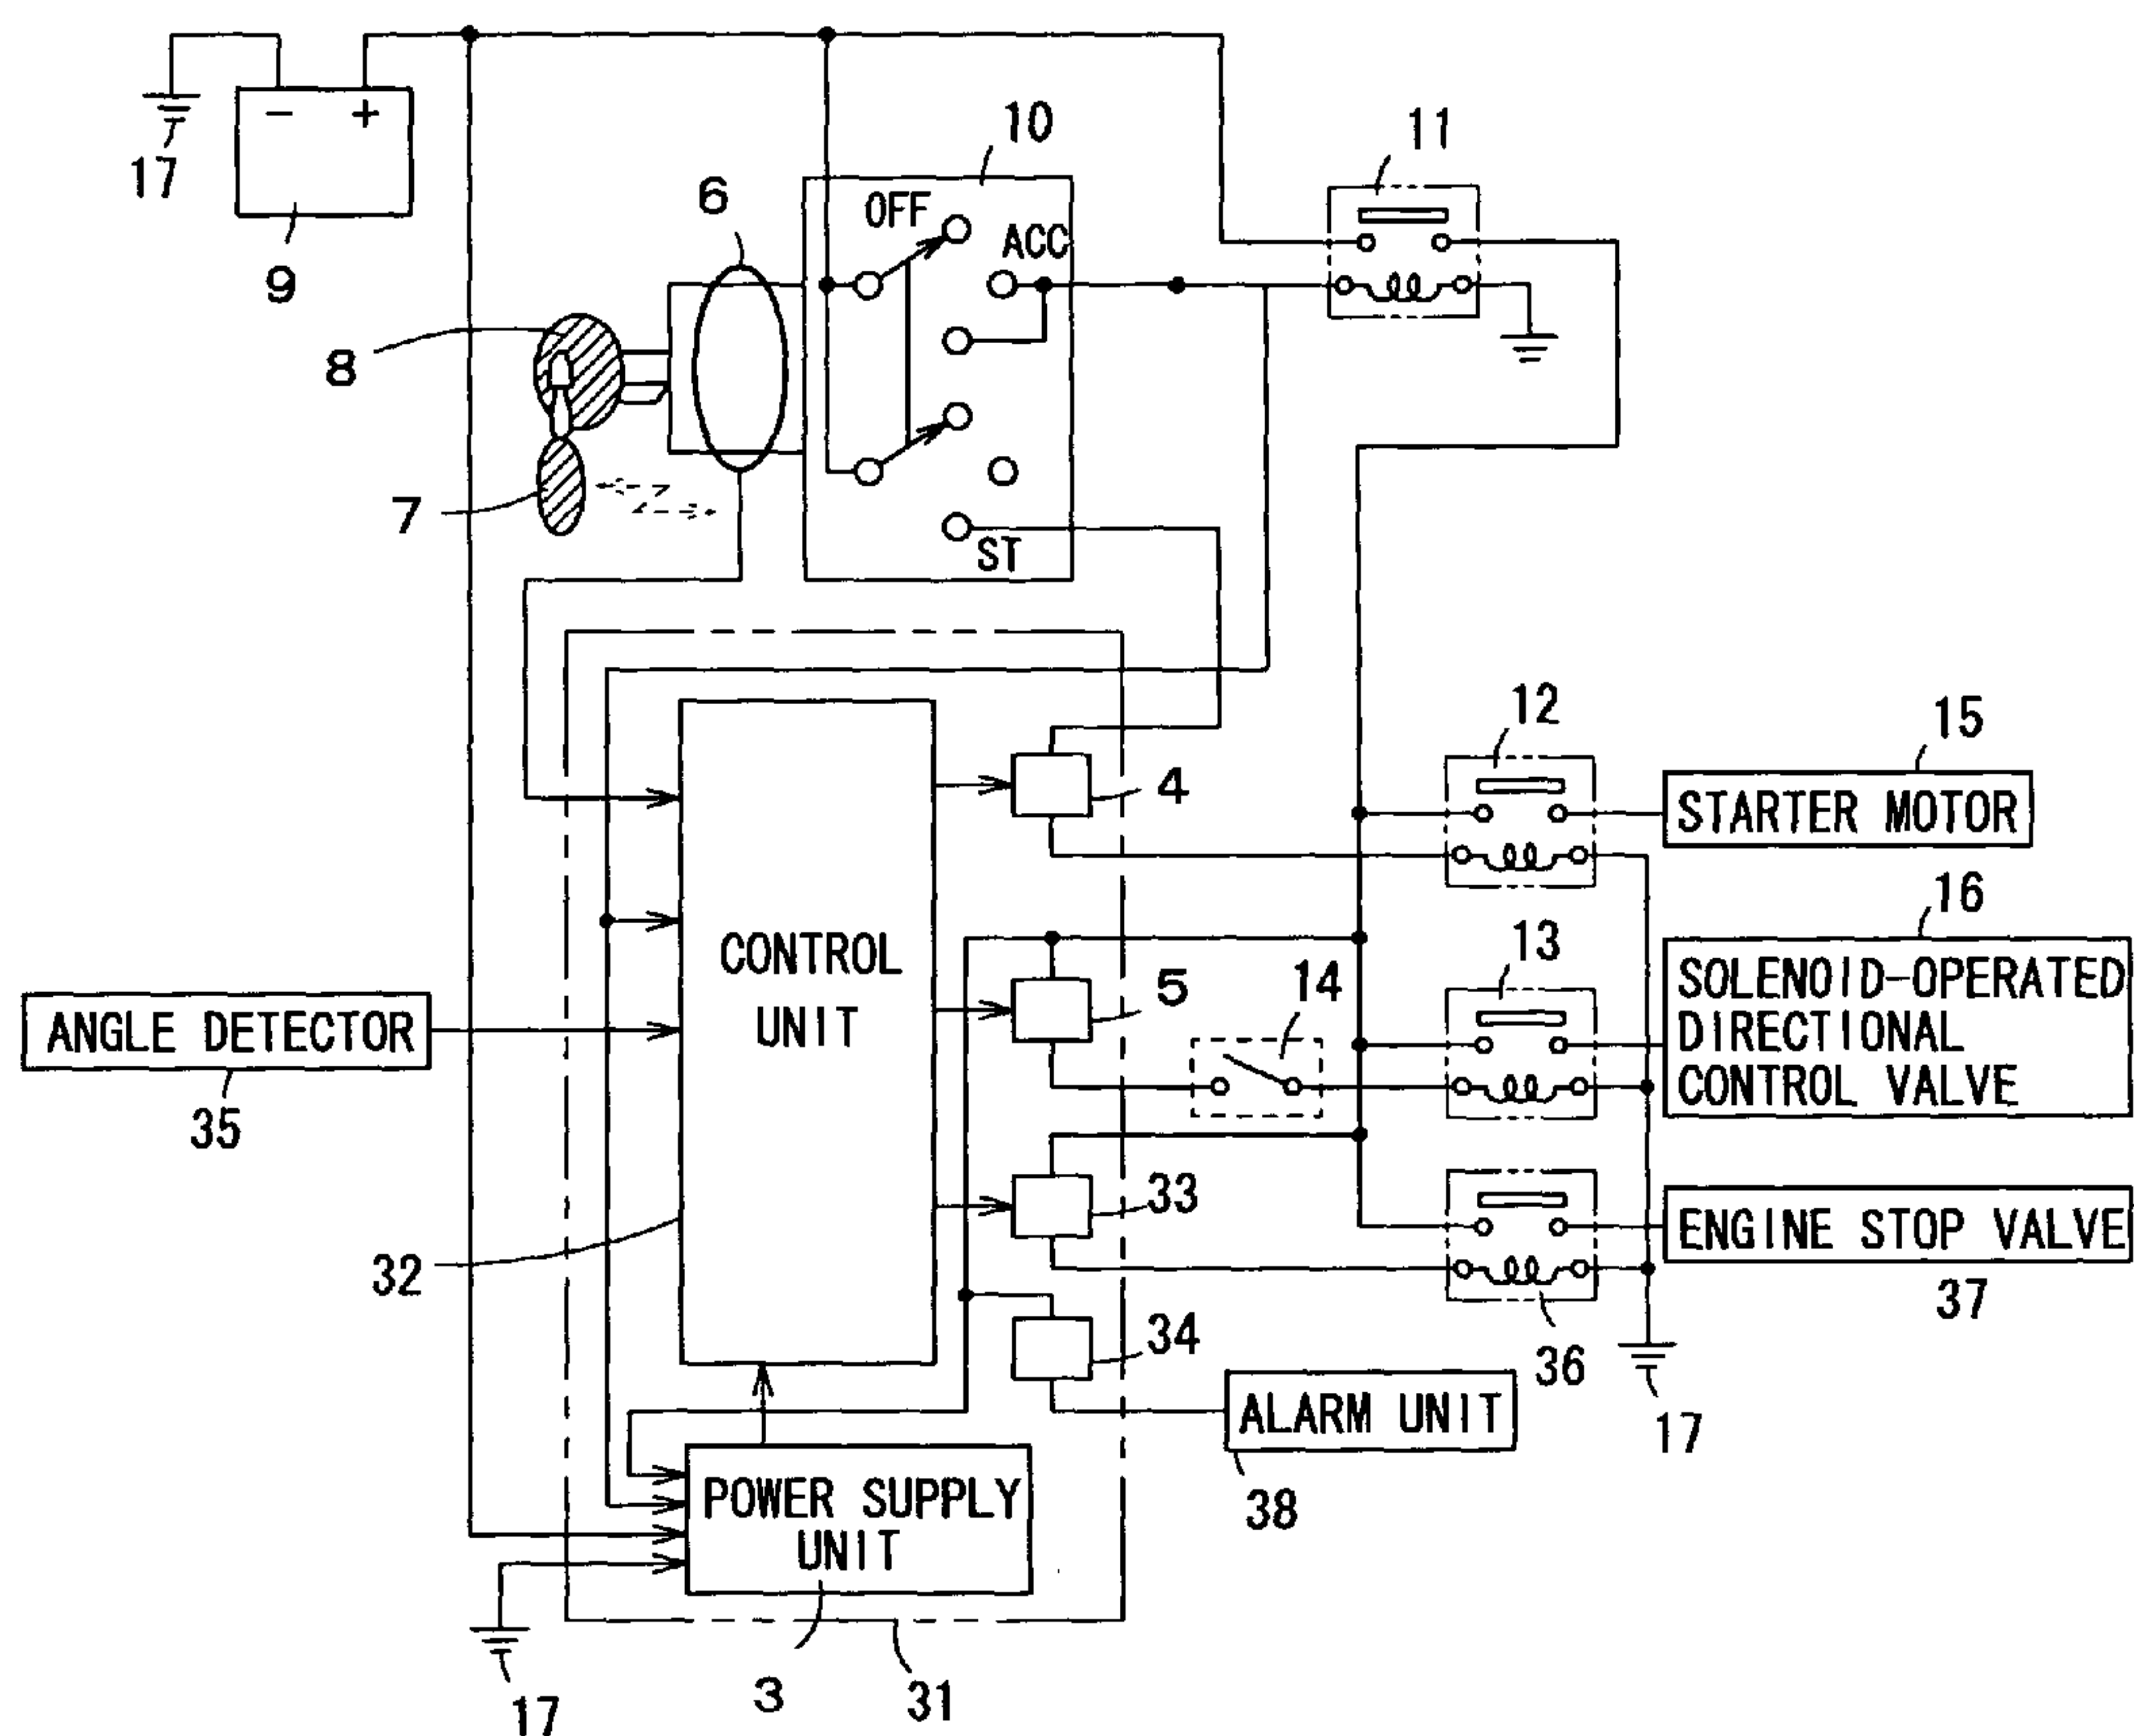 17
- +
9
6
10
OFF
ACC
11
8
7
ST
12
15
4
STARTER MOTOR
16
CONTROL
UNIT
5
14
13
SOLENOID-OPERATED
DIRECTIONAL
CONTROL VALVE
ANGLE DETECTOR
35
33
32
ENGINE STOP VALVE
37
34
36
17
ALARM UNIT
38
POWER SUPPLY
UNIT
3
31
17